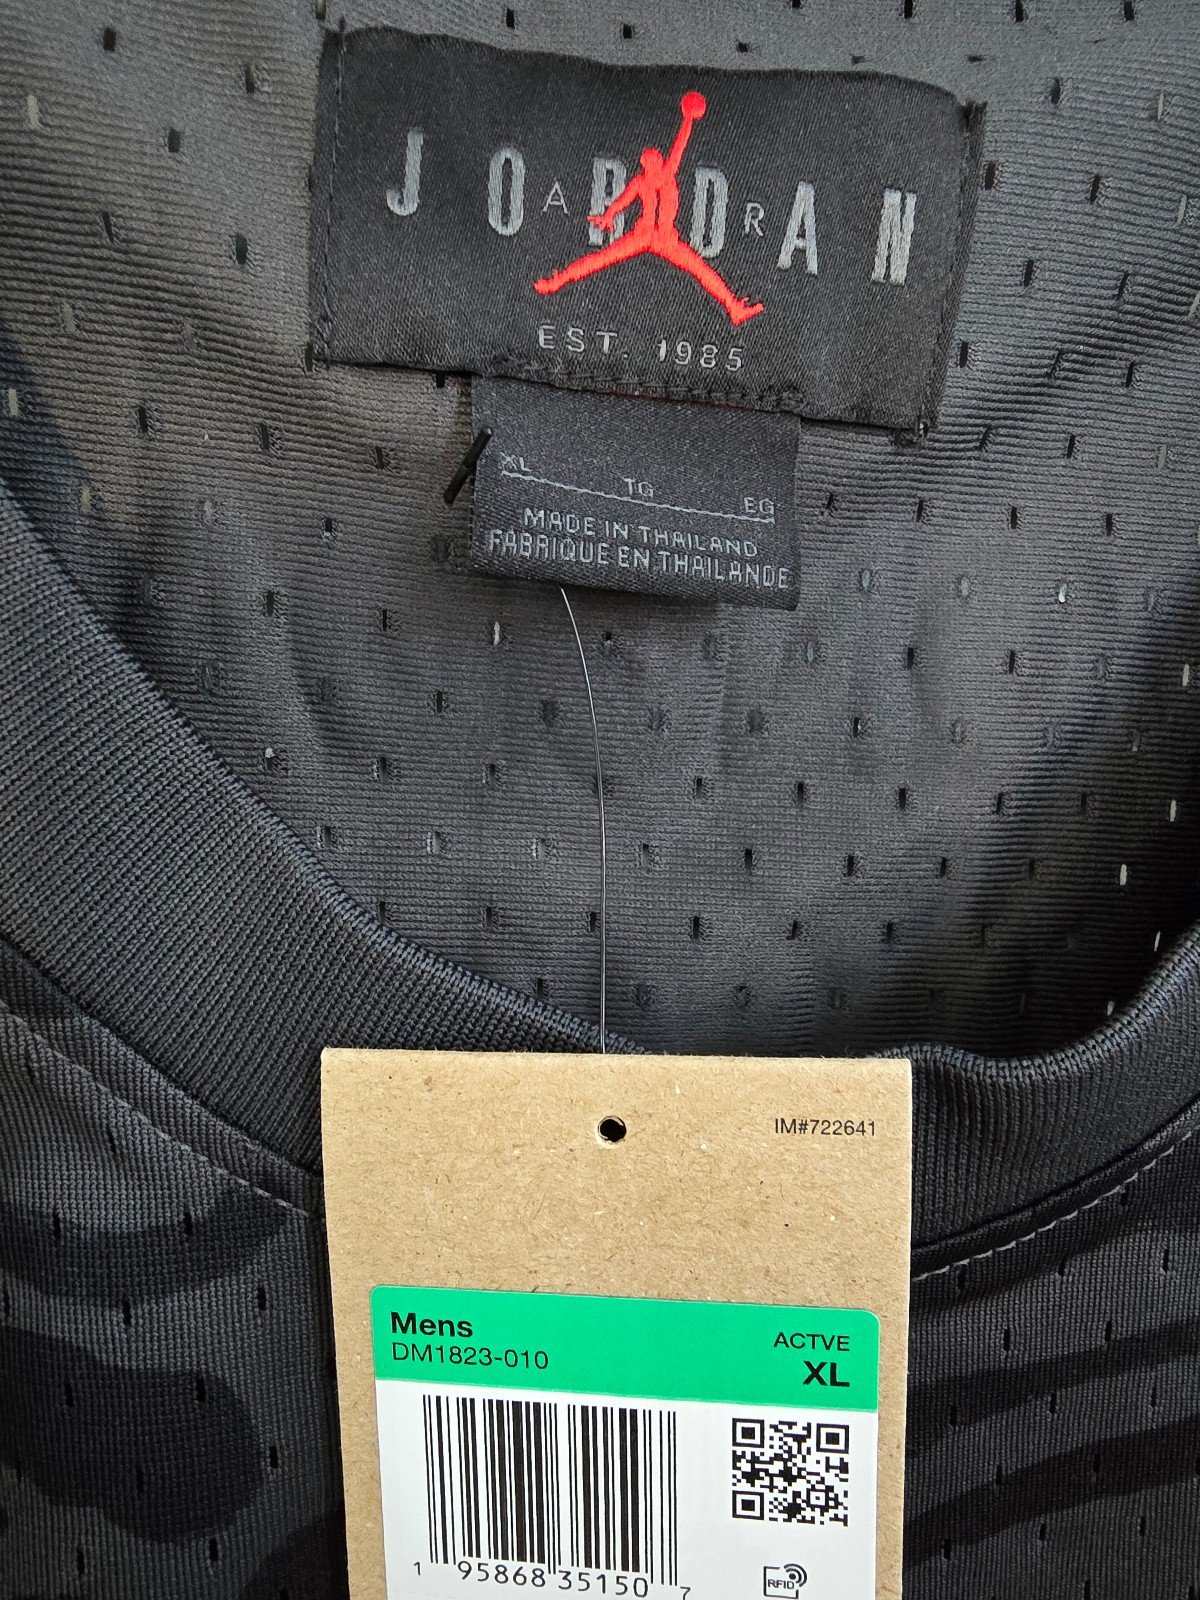 JORDAN
AR
EST. 1985
XL TG EG
MADE IN THAILAND
FABRIQUE EN THAILANDE
IM#722641
Mens ACTVE
DM1823-010 XL
1 95868 35150 7
RFID